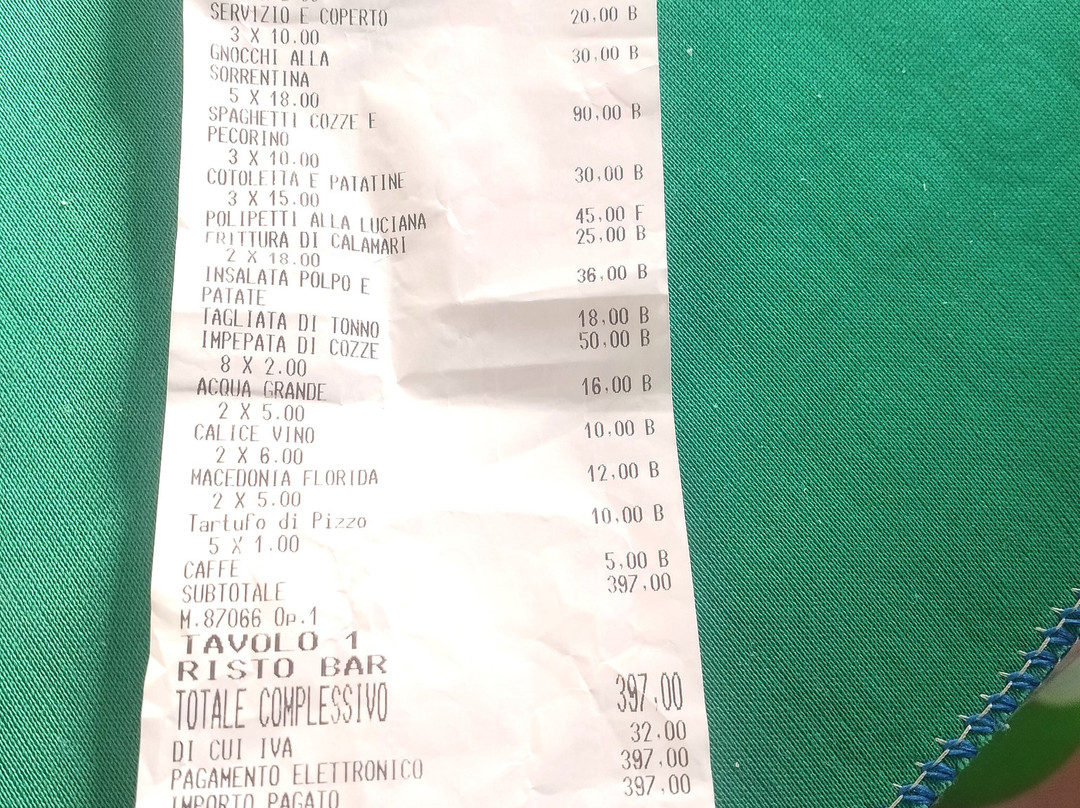 SERVIZIO E COPERTO 20,00 B
3 X 10.00
GNOCCHI ALLA 30,00 B
SORRENTINA
5 X 18.00
SPAGHETTI COZZE E 90,00 B
PECORINO
3 X 10.00
COTOLETTA E PATATINE 30,00 B
3 X 15.00
POLIPETTI ALLA LUCIANA 45,00 F
FRITTURA DI CALAMARI 25,00 B
2 X 18.00
INSALATA POLPO E 36,00 B
PATATE
TAGLIATA DI TONNO 18,00 B
IMPEPATA DI COZZE 50,00 B
8 X 2.00
ACQUA GRANDE 16,00 B
2 X 5.00
CALICE VINO 10,00 B
2 X 6.00
MACEDONIA FLORIDA 12,00 B
2 X 5.00
Tartufo di Pizzo 10,00 B
5 X 1.00
CAFFE 5,00 B
SUBTOTALE 397,00
M.87066 Op.1
TAVOLO 1
RISTO BAR
TOTALE COMPLESSIVO 397,00
DI CUI IVA 32,00
PAGAMENTO ELETTRONICO 397,00
IMPORTO PAGATO 397,00